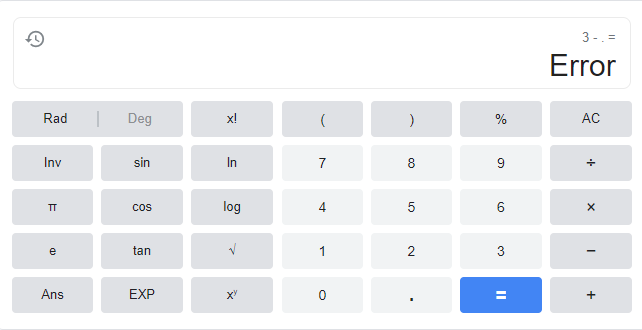 3 - . =
Error
Rad | Deg x! ( ) % AC
Inv sin ln 7 8 9 ÷
π cos log 4 5 6 ×
e tan √ 1 2 3 −
Ans EXP xʸ 0 . = +